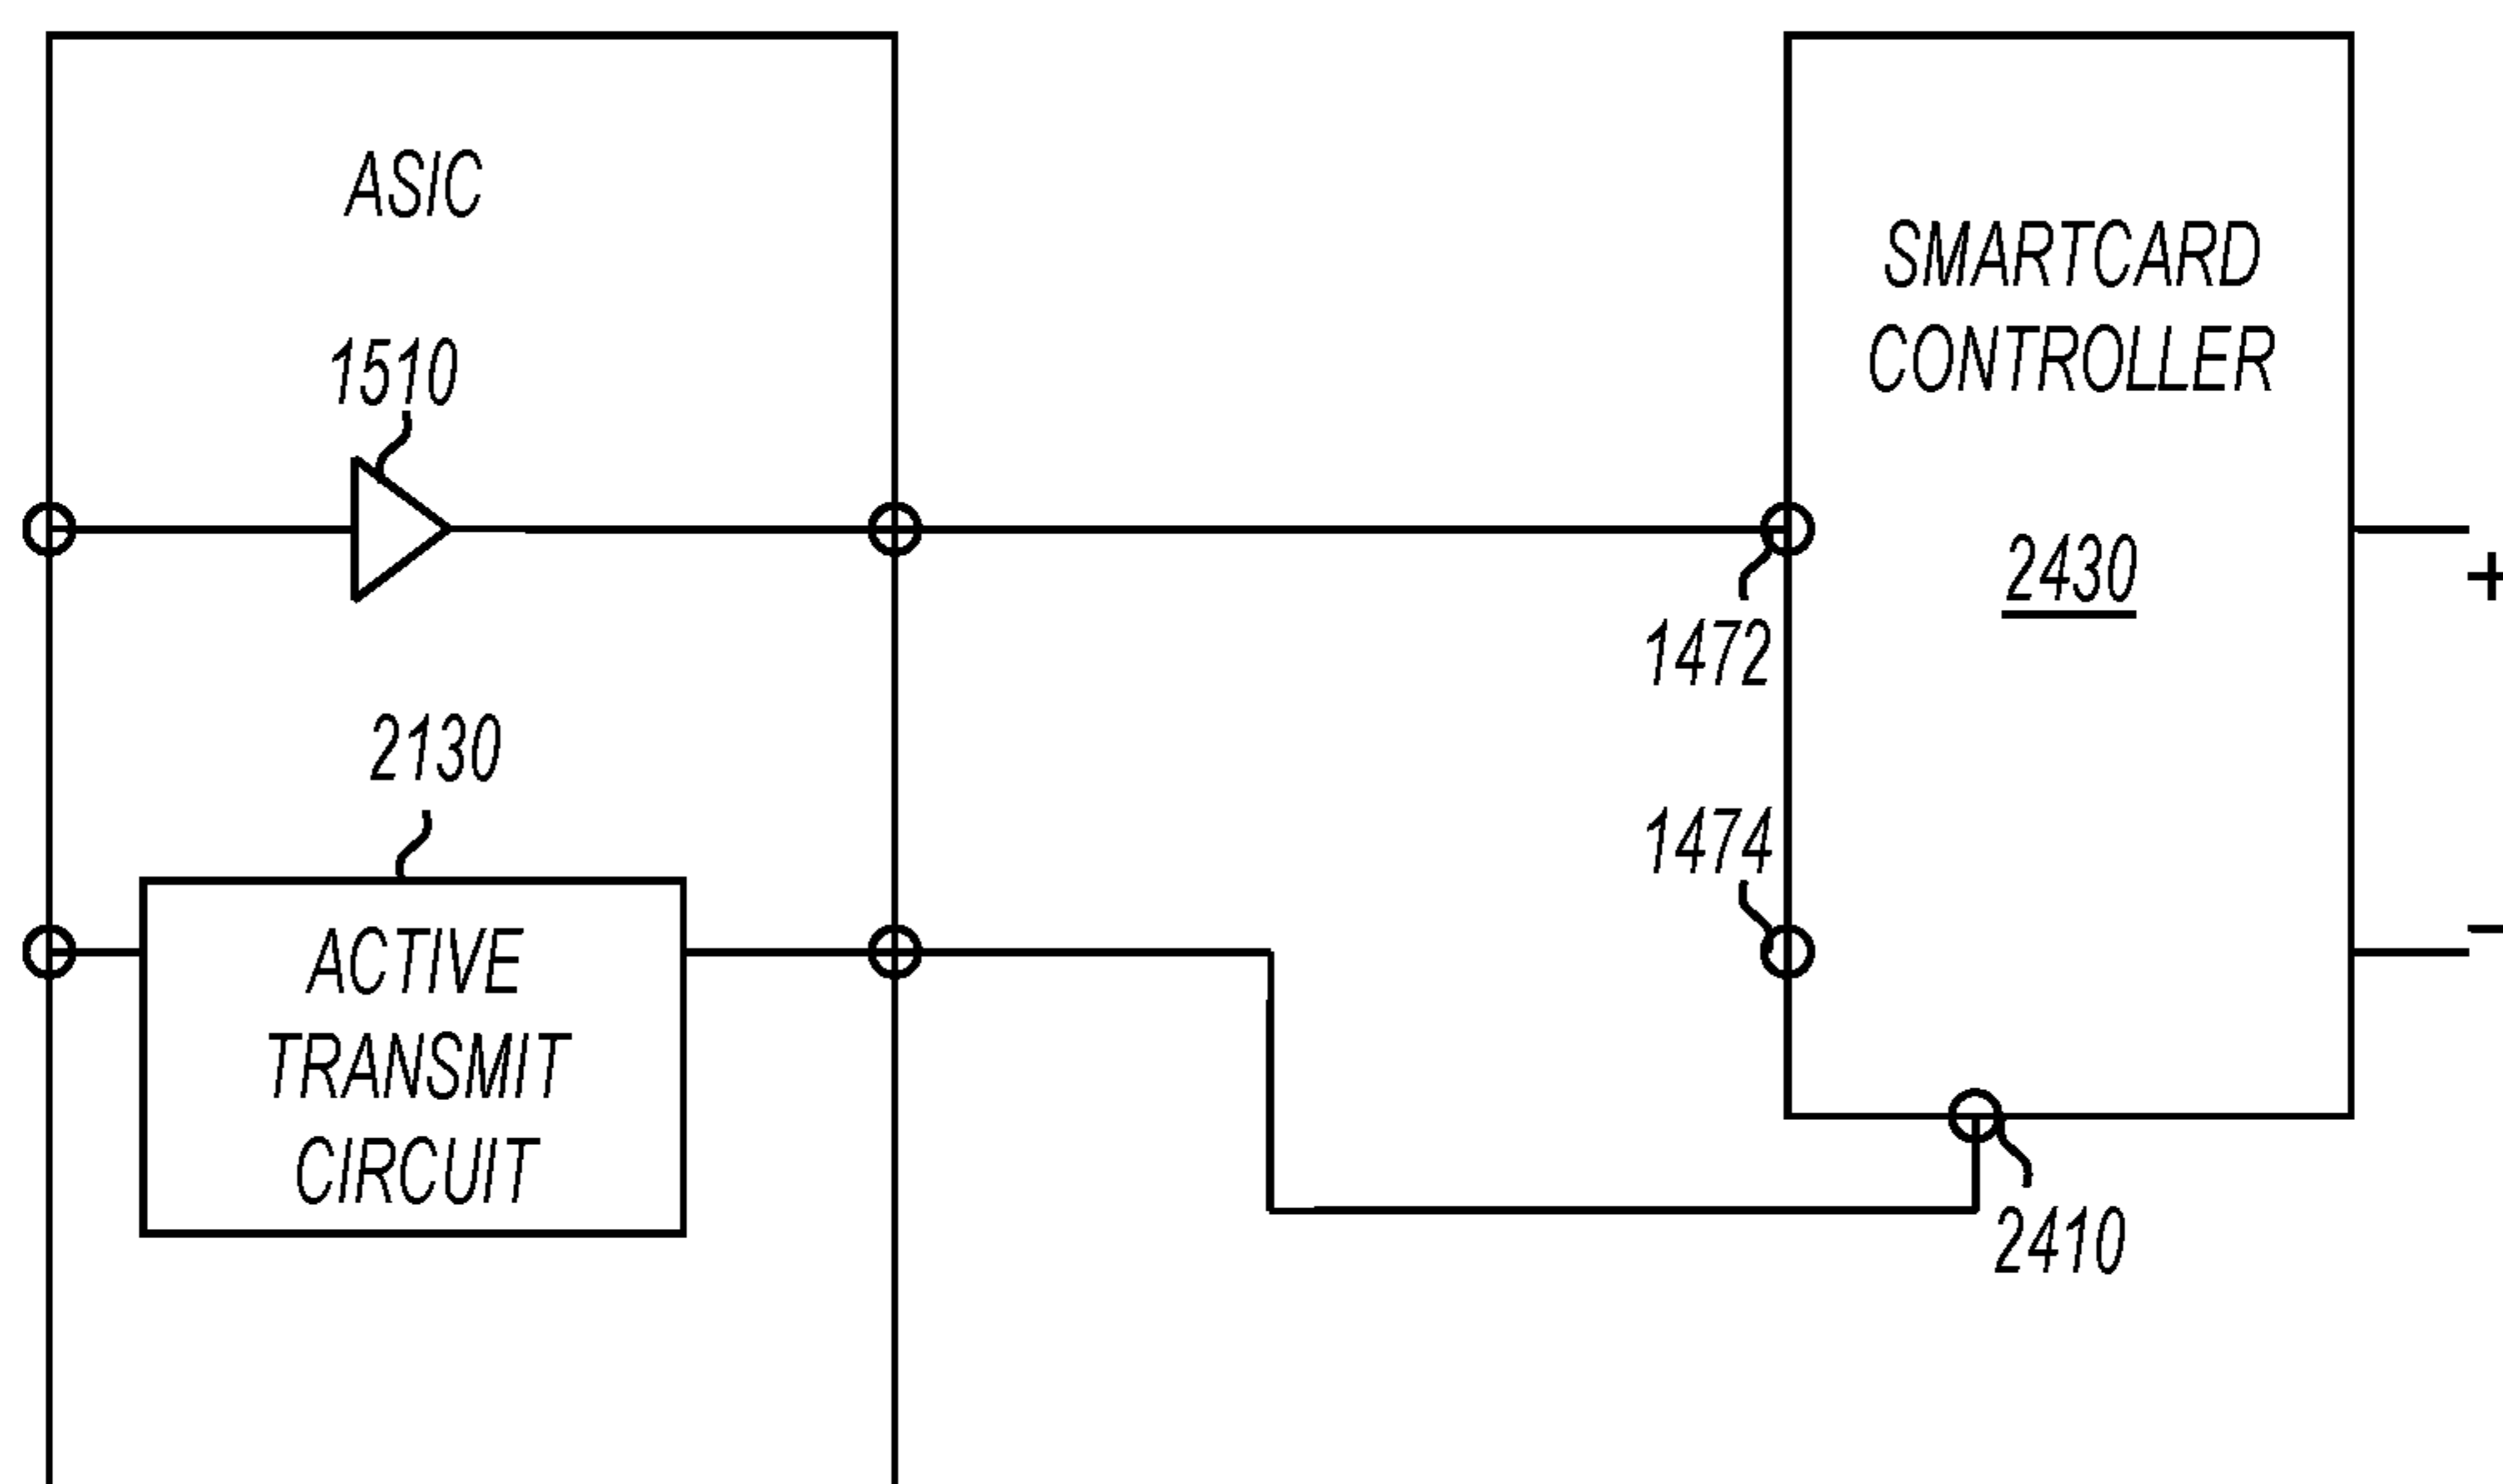 ASIC
1510
2130
ACTIVE
TRANSMIT
CIRCUIT
1472
1474
SMARTCARD
CONTROLLER
2430
+
−
2410